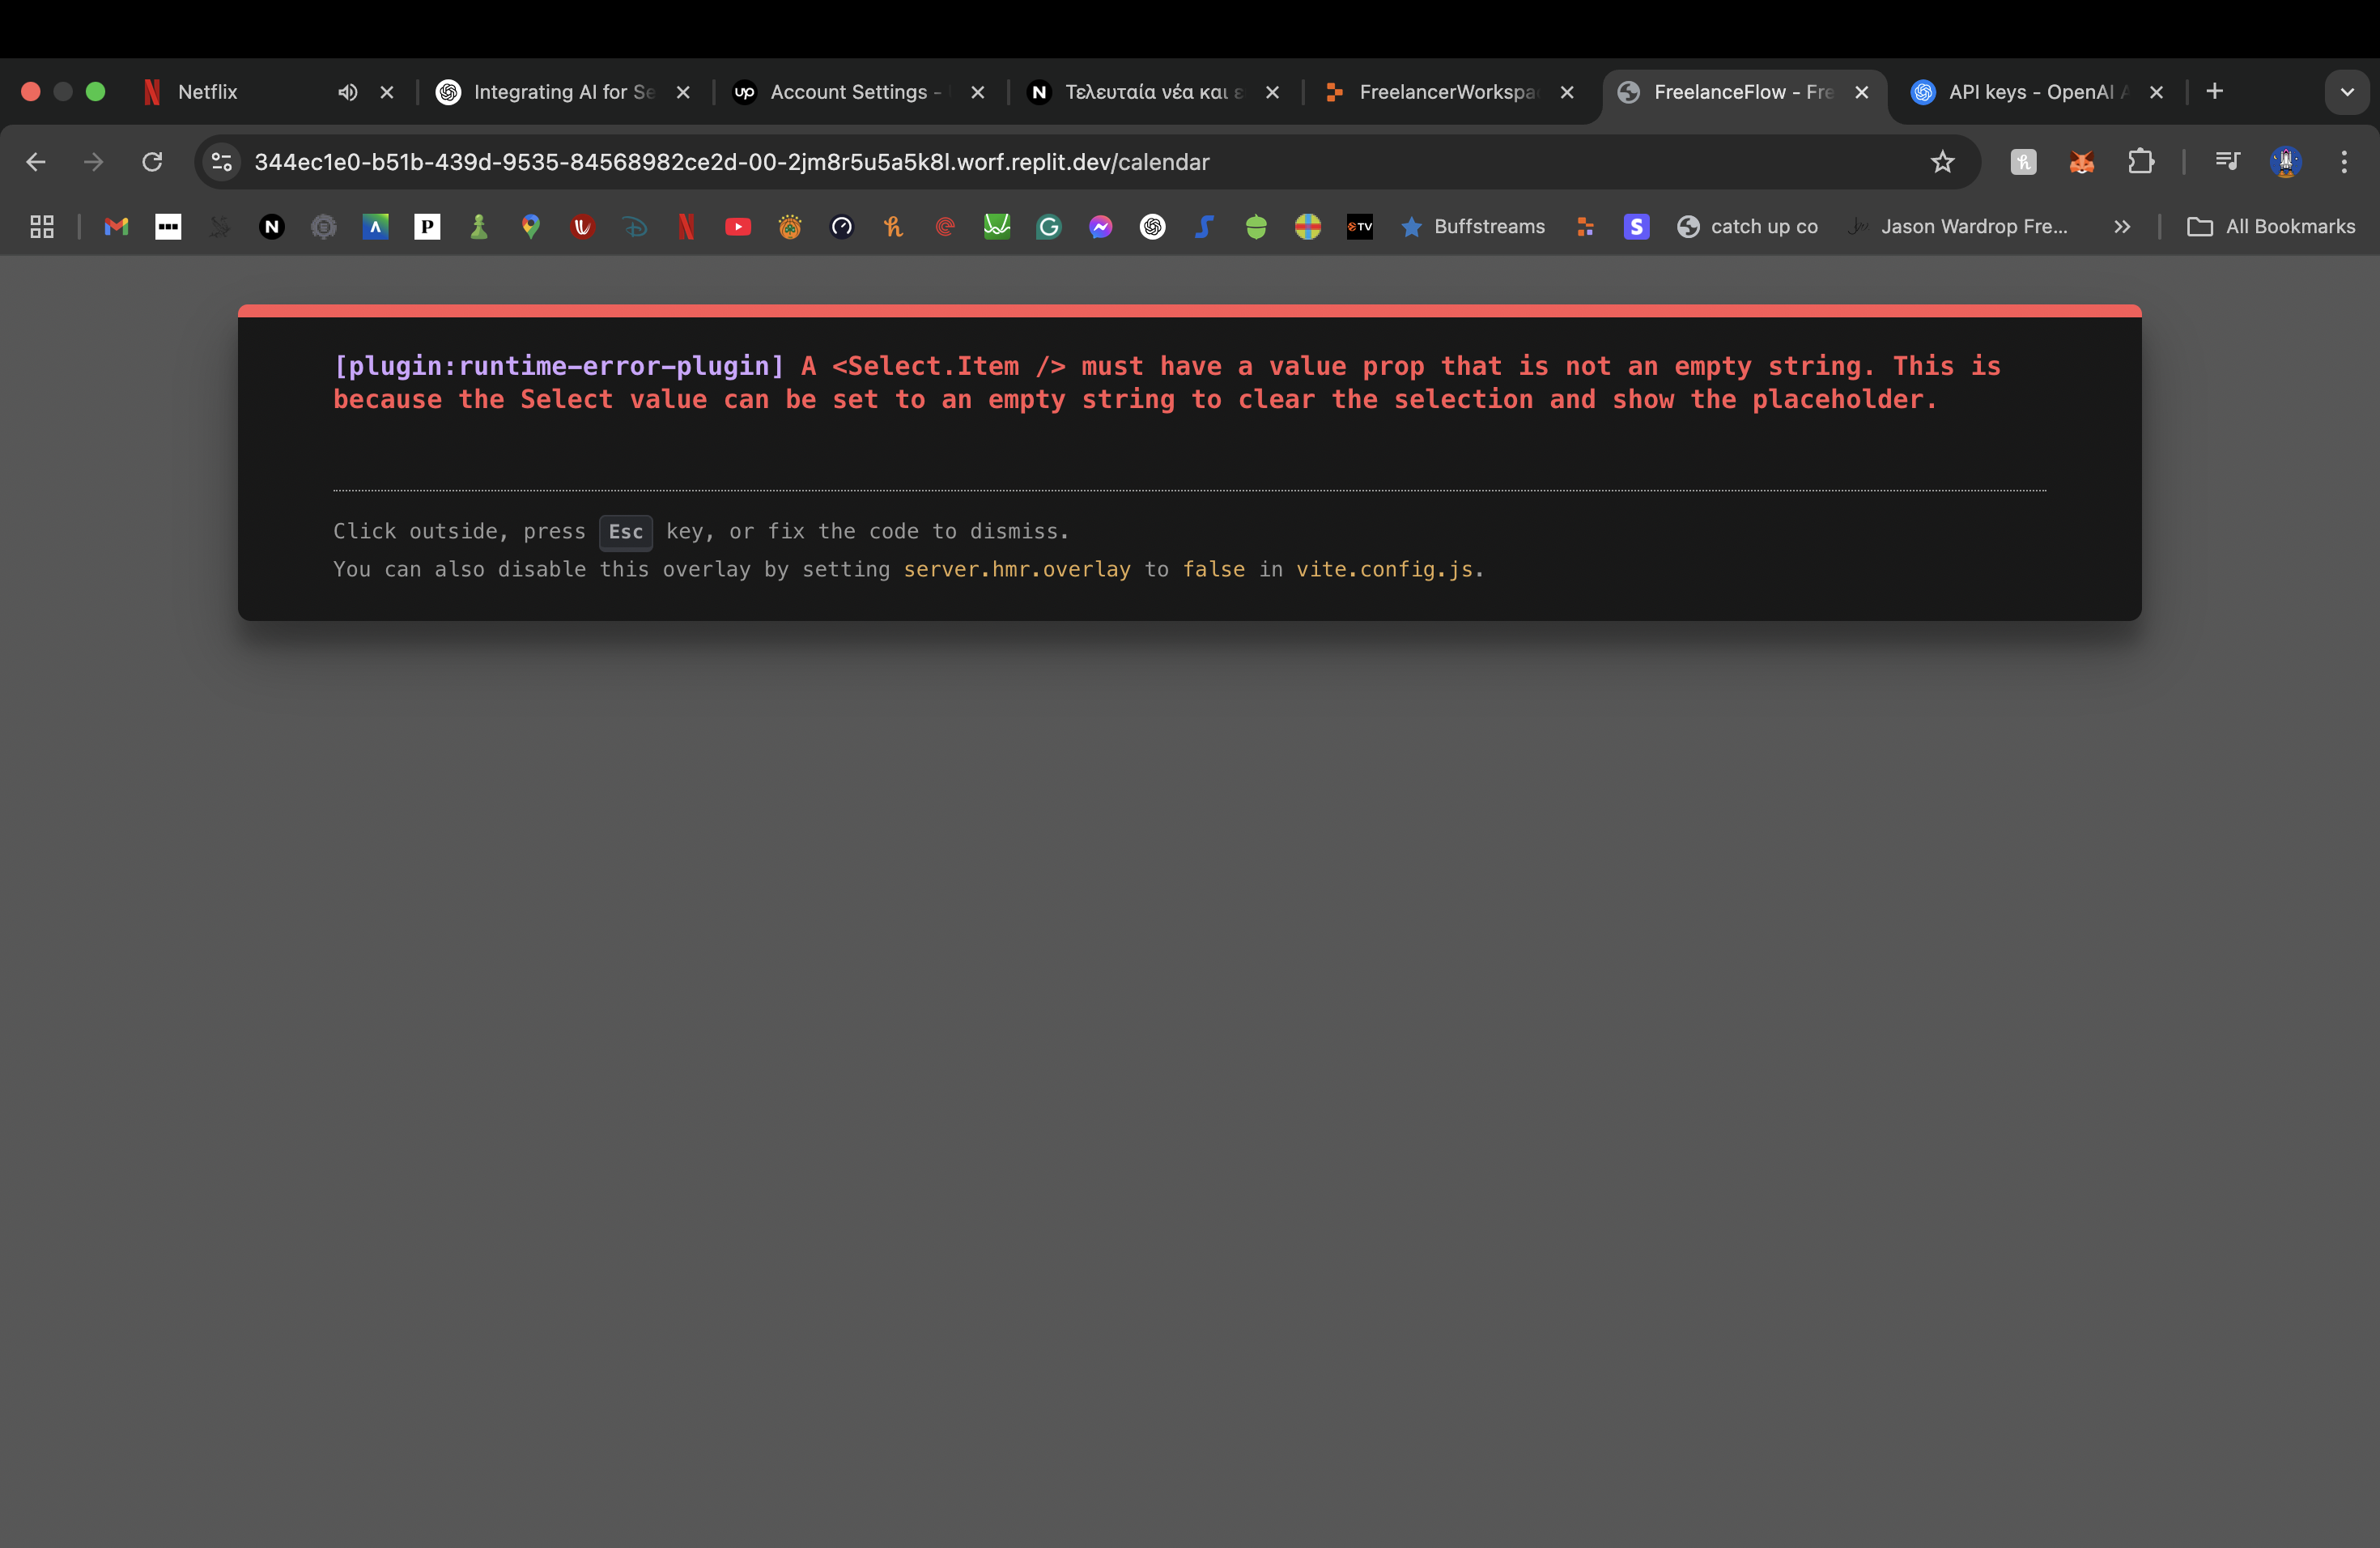 Netflix
Integrating AI for Se
up Account Settings -
N Τελευταία νέα και ε
FreelancerWorkspa
FreelanceFlow - Fre
API keys - OpenAI A
344ec1e0-b51b-439d-9535-84568982ce2d-00-2jm8r5u5a5k8l.worf.replit.dev/calendar
Buffstreams
catch up co
Jason Wardrop Fre...
All Bookmarks
[plugin:runtime-error-plugin] A <Select.Item /> must have a value prop that is not an empty string. This is
because the Select value can be set to an empty string to clear the selection and show the placeholder.
Click outside, press Esc key, or fix the code to dismiss.
You can also disable this overlay by setting server.hmr.overlay to false in vite.config.js.